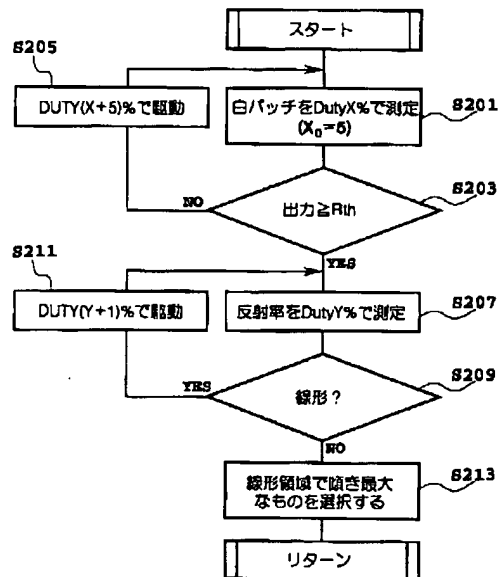 スタート
S205
DUTY(X+5)%で駆動
白パッチをDutyX%で測定
(X₀=5)
S201
S203
出力≧Rth
NO
YES
S211
DUTY(Y+1)%で駆動
反射率をDutyY%で測定
S207
S209
線形？
YES
NO
線形領域で傾き最大
なものを選択する
S213
リターン